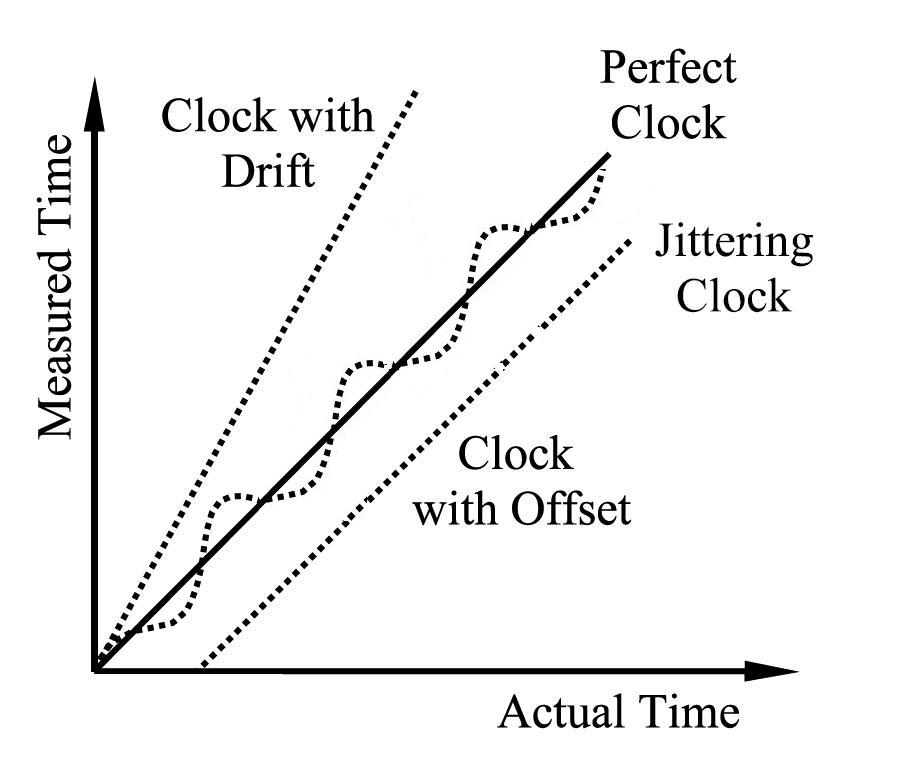 Perfect
Clock
Clock with
Drift
Measured Time
Jittering
Clock
Clock
with Offset
Actual Time